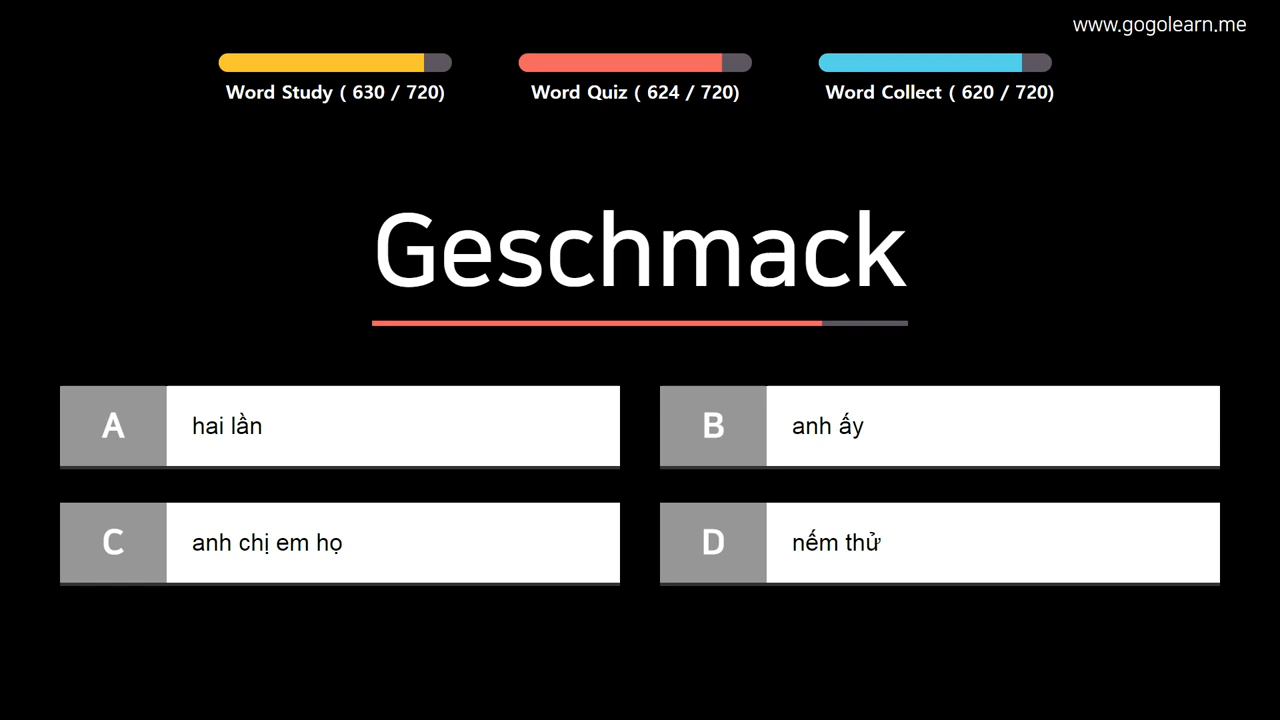 www.gogolearn.me
Word Study ( 630 / 720)
Word Quiz ( 624 / 720)
Word Collect ( 620 / 720)
Geschmack
A
hai lần
B
anh ấy
C
anh chị em họ
D
nếm thử